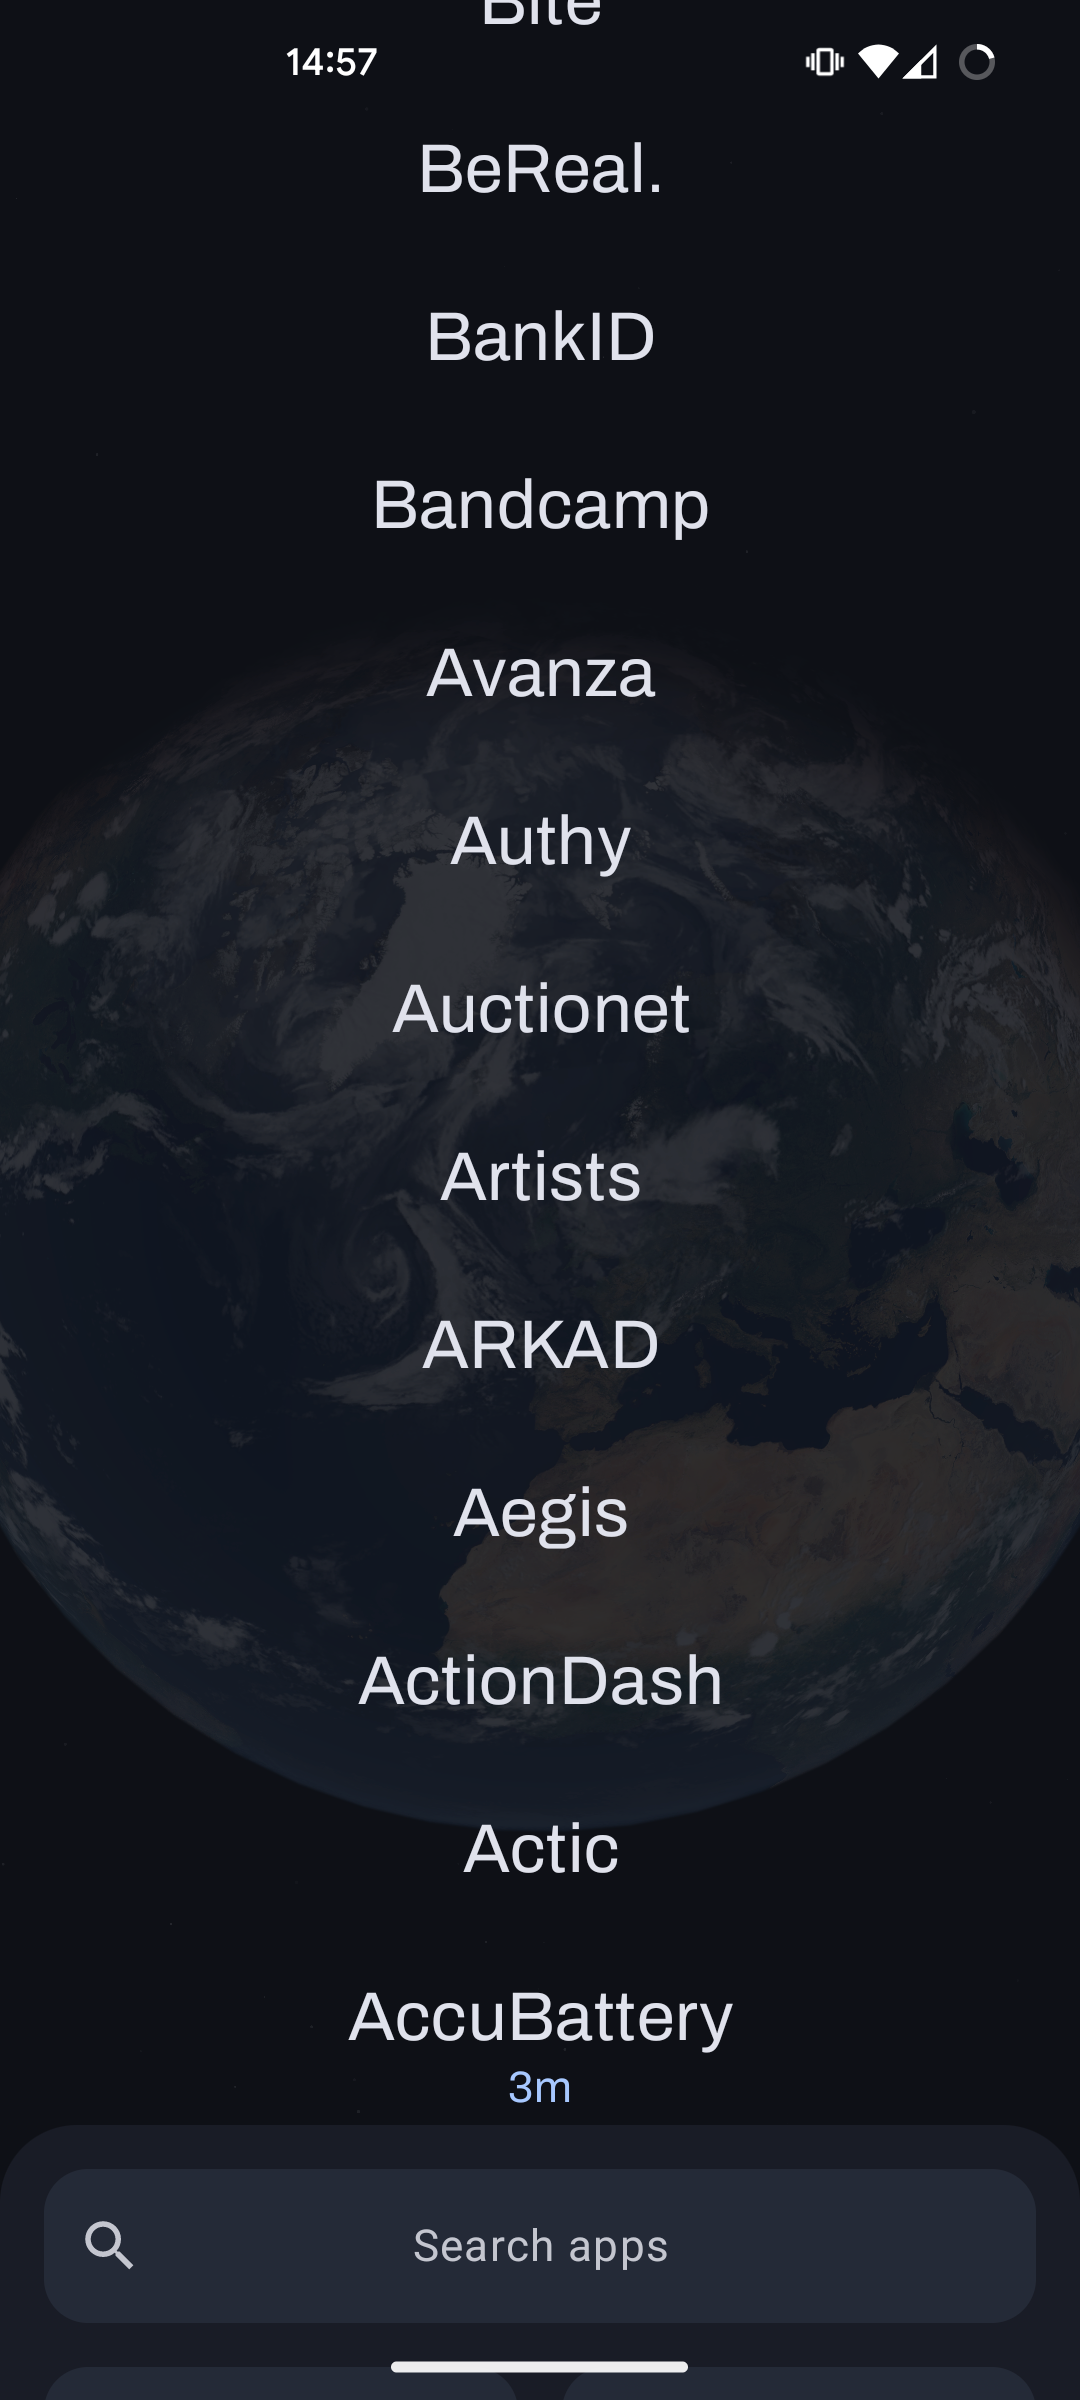 Bite
14:57
BeReal.
BankID
Bandcamp
Avanza
Authy
Auctionet
Artists
ARKAD
Aegis
ActionDash
Actic
AccuBattery
3m
Search apps